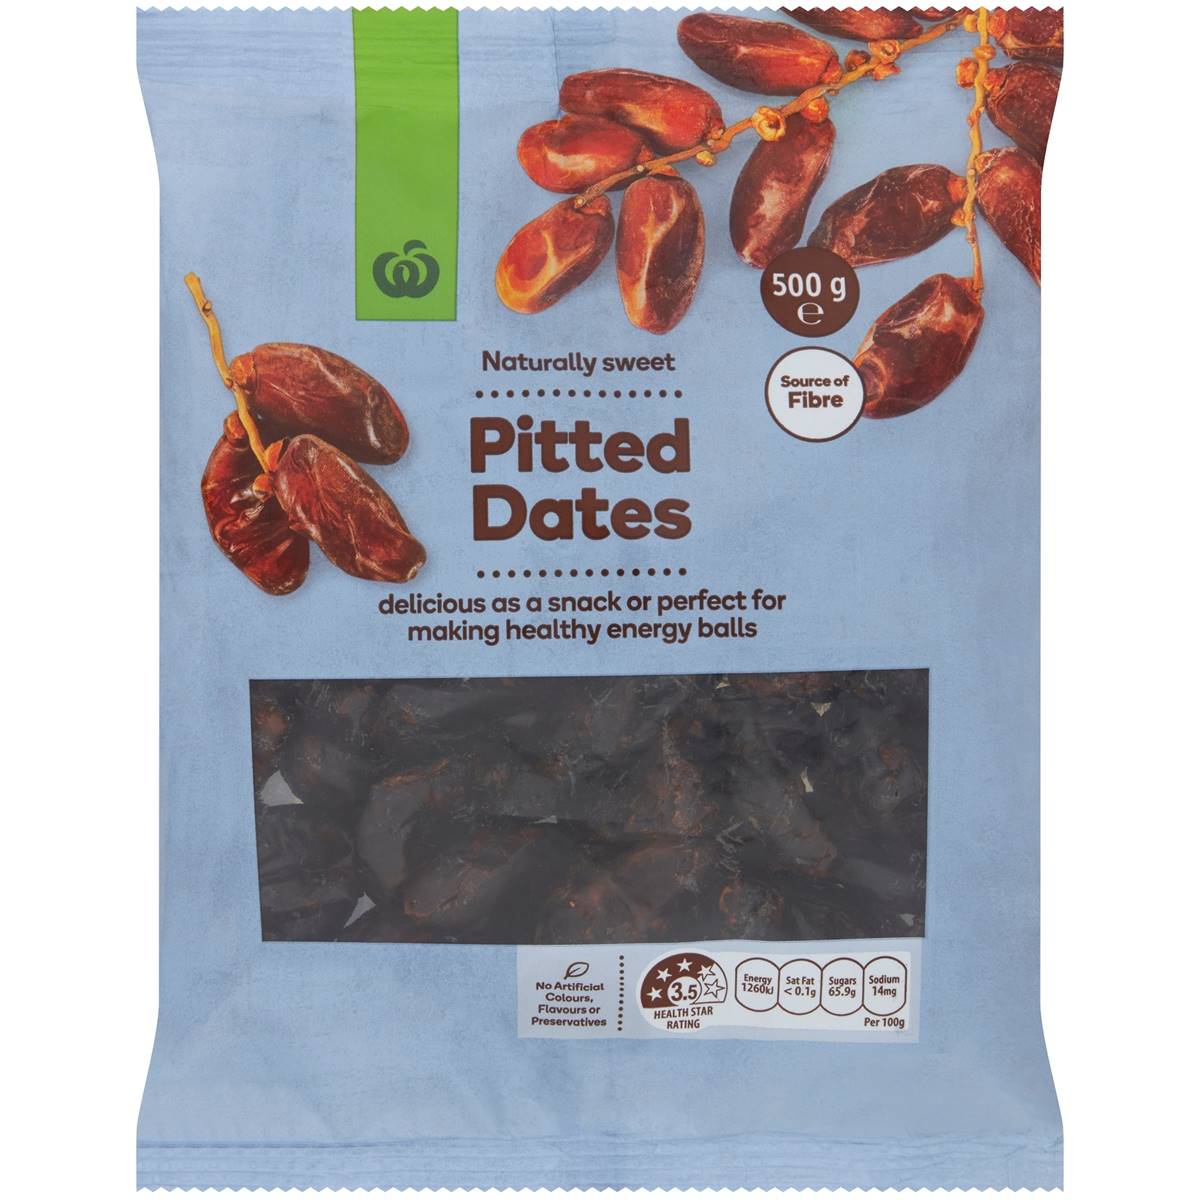 500 g
℮
Source of
Fibre
Naturally sweet
Pitted
Dates
delicious as a snack or perfect for
making healthy energy balls
No Artificial
Colours,
Flavours or
Preservatives
3.5
HEALTH STAR
RATING
Energy
1260kJ
Sat Fat
< 0.1g
Sugars
65.9g
Sodium
14mg
Per 100g